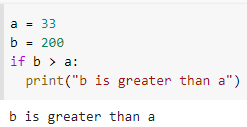 a = 33
b = 200
if b > a:
  print("b is greater than a")
b is greater than a